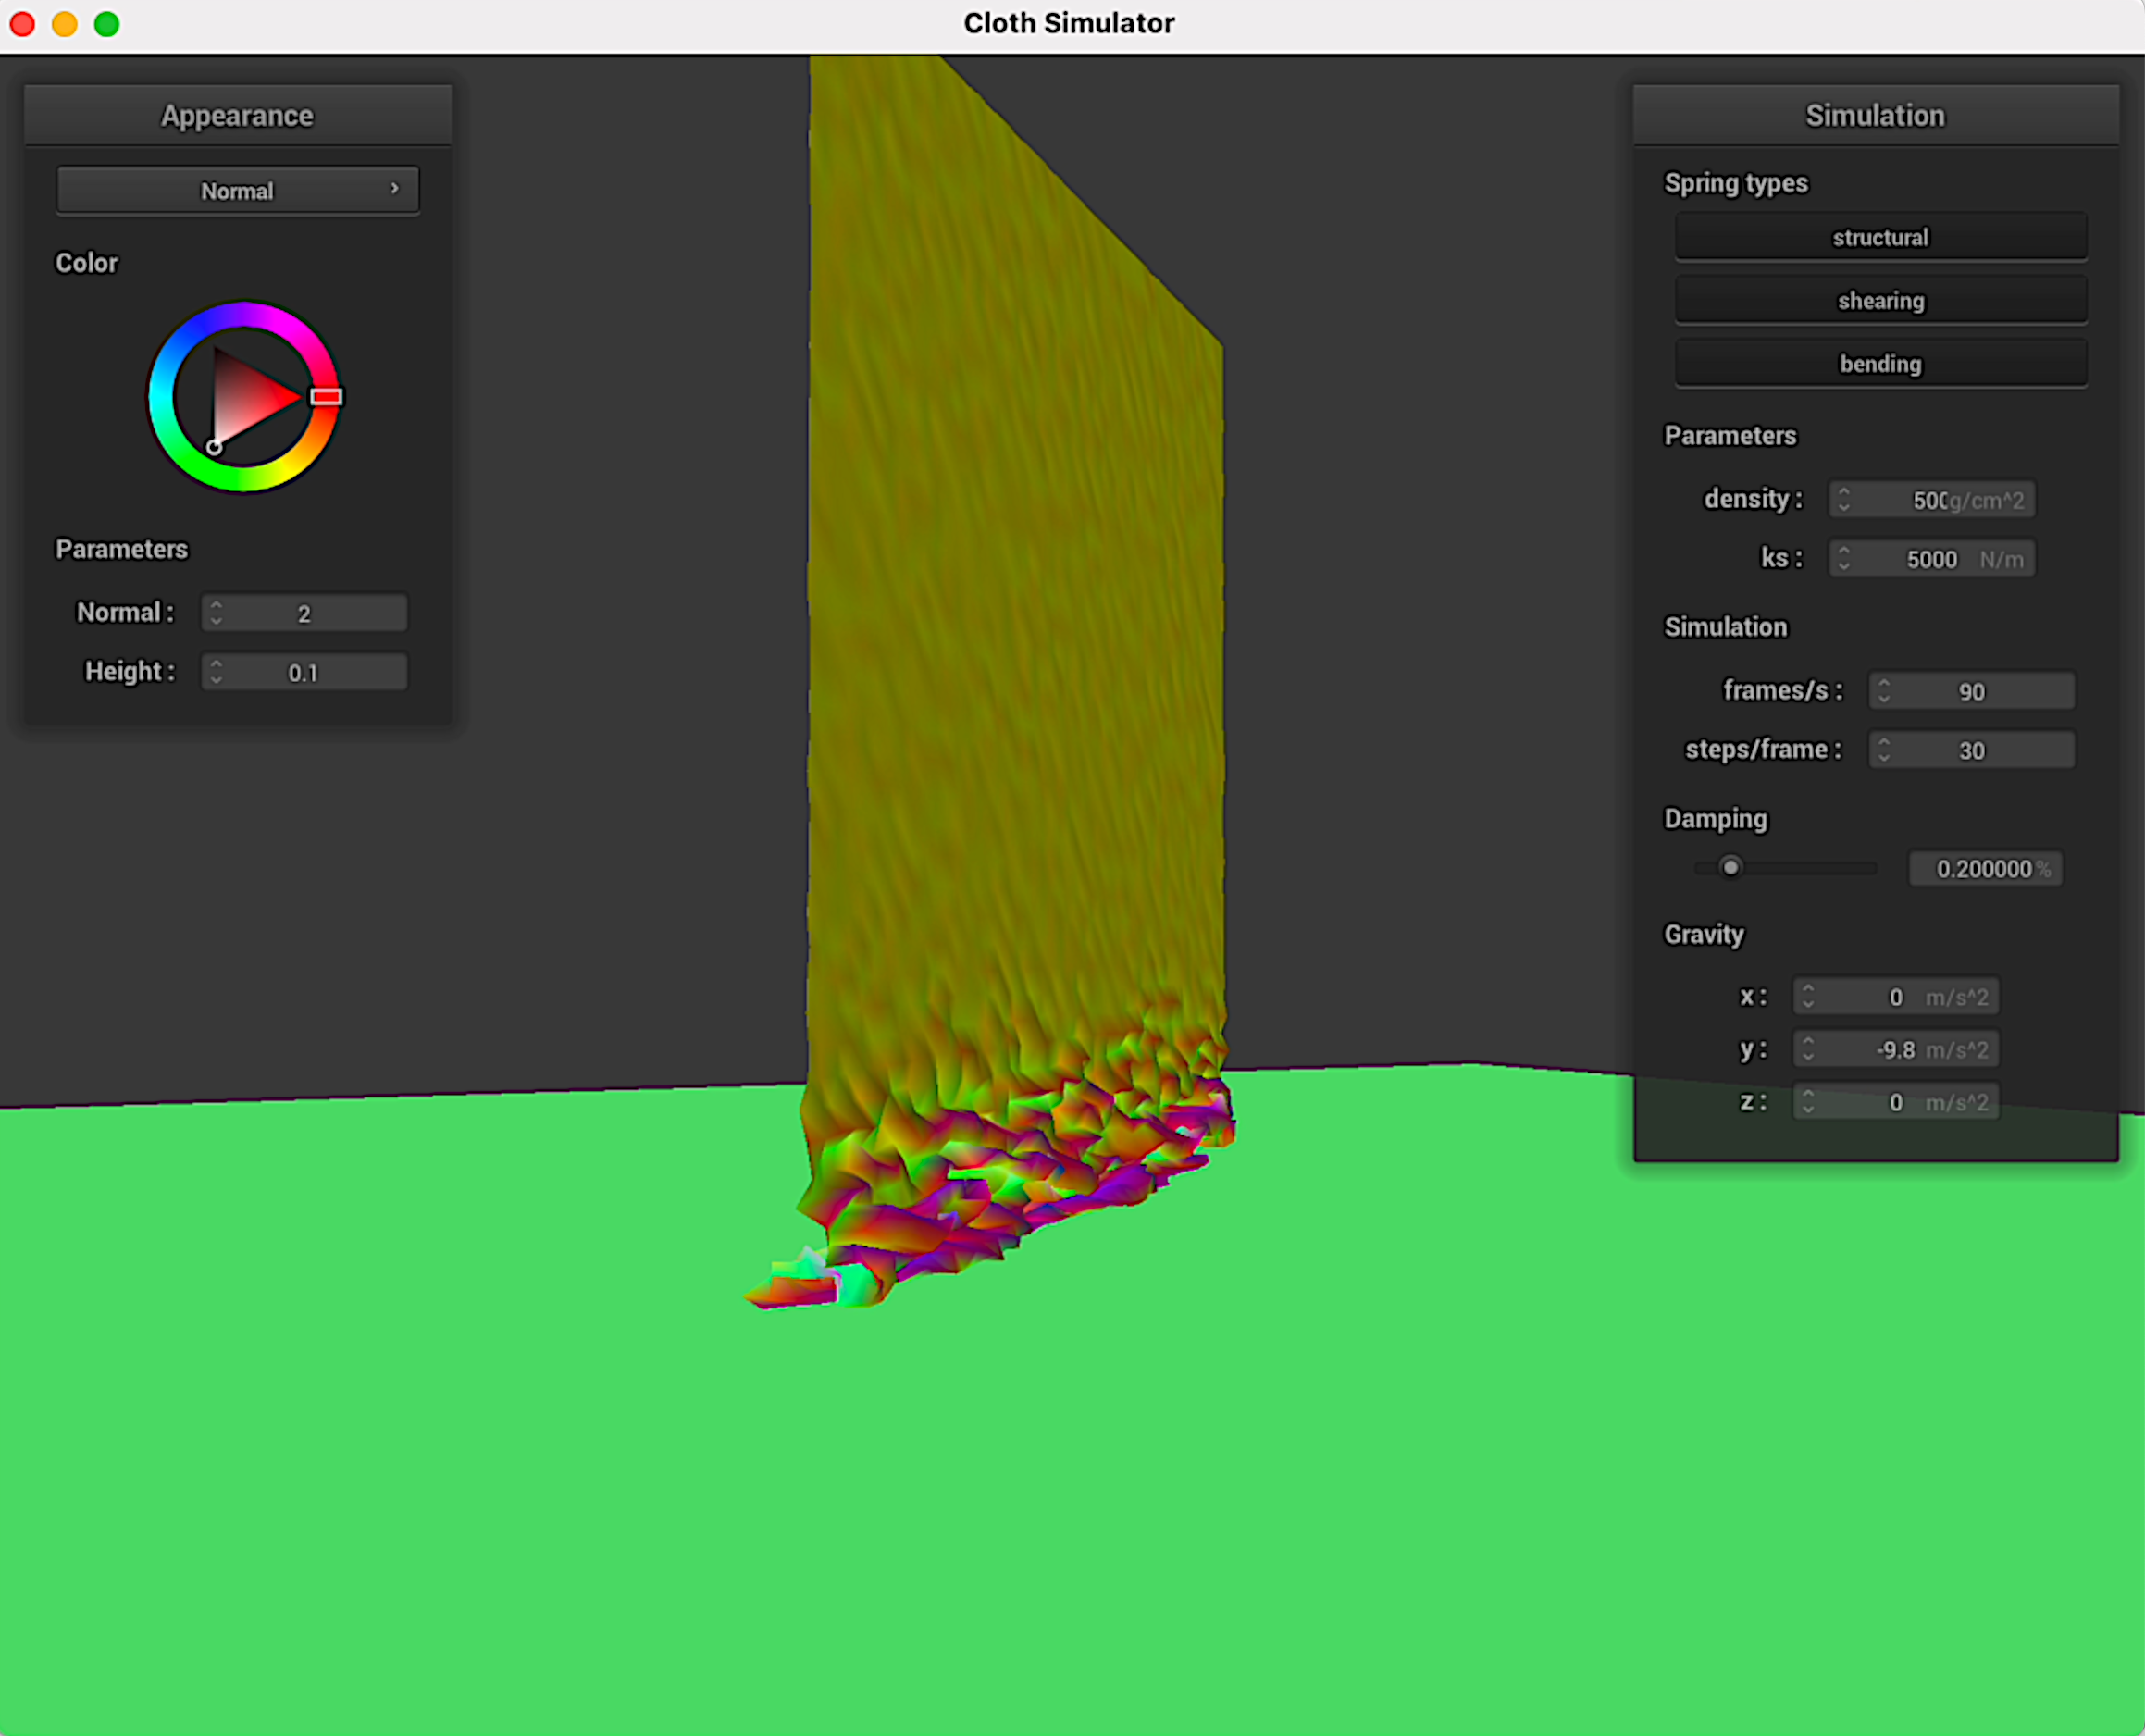 Cloth Simulator
Appearance
Normal
Color
Parameters
Normal : 2
Height : 0.1
Simulation
Spring types
structural
shearing
bending
Parameters
density : 500g/cm^2
ks : 5000 N/m
Simulation
frames/s : 90
steps/frame : 30
Damping
0.200000 %
Gravity
x : 0 m/s^2
y : -9.8 m/s^2
z : 0 m/s^2